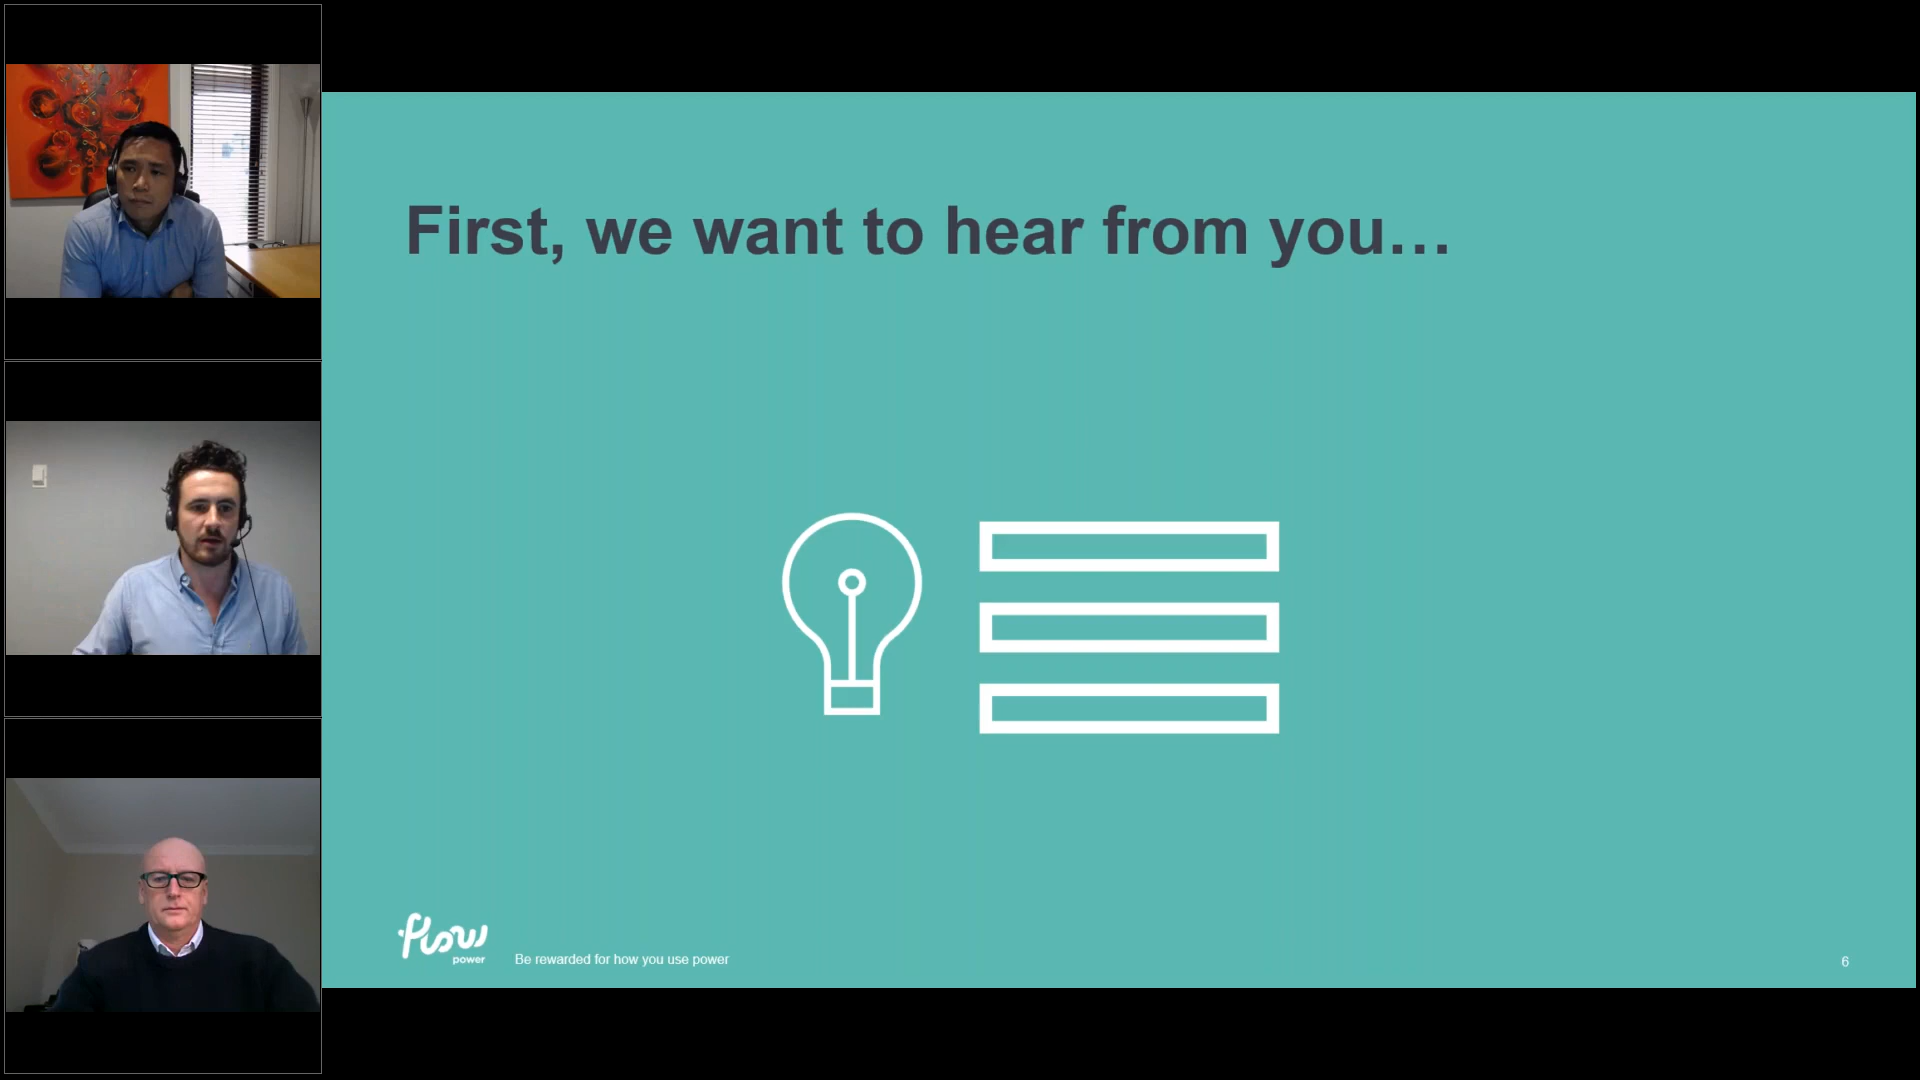 First, we want to hear from you…
flow
power
Be rewarded for how you use power
6